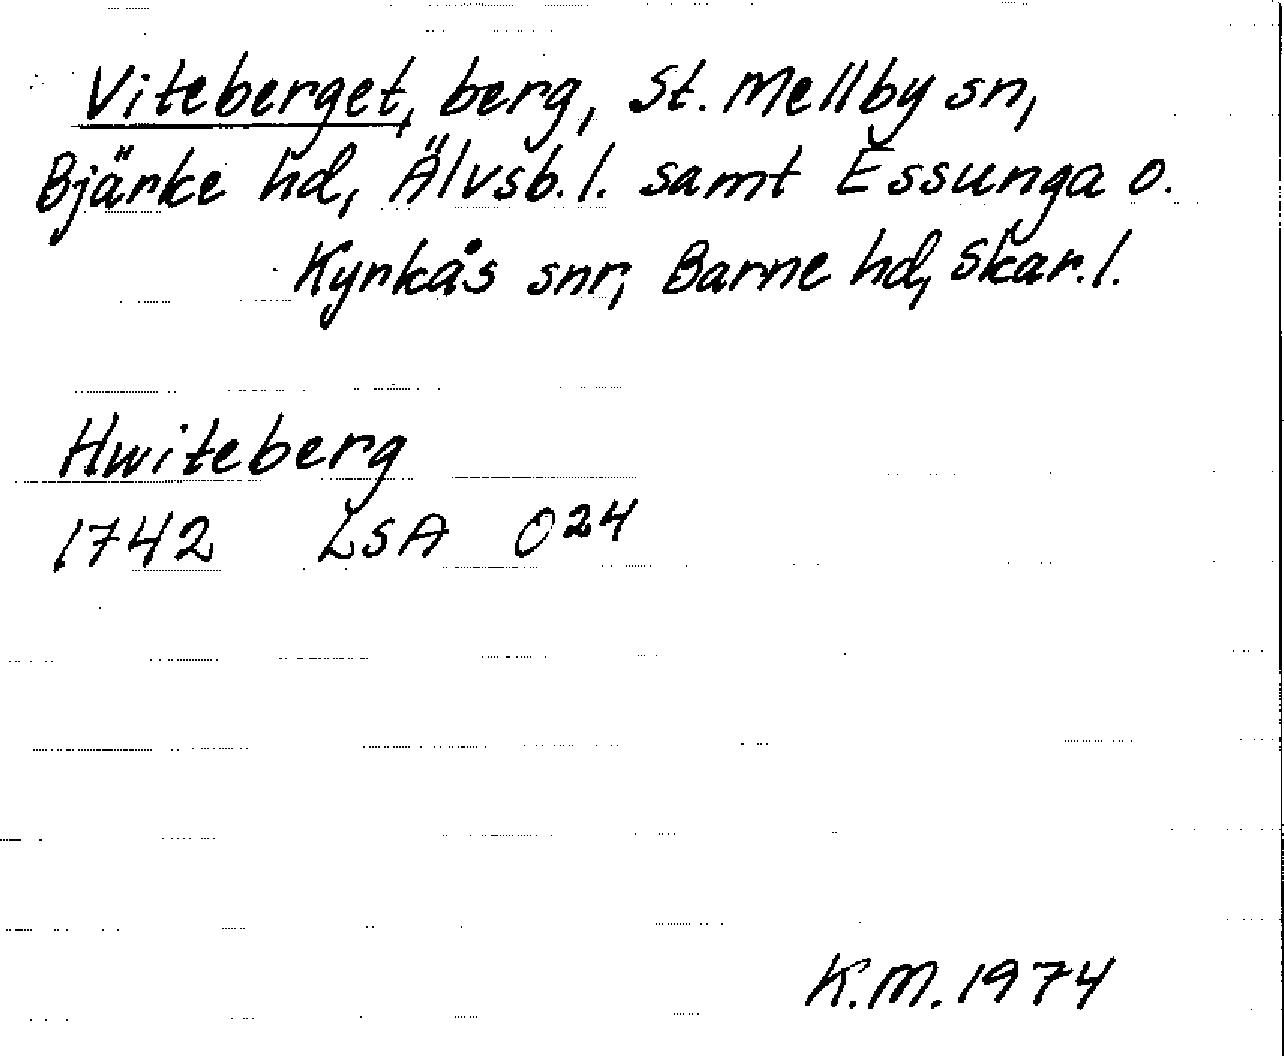 Viteberget, berg, St. Mellby sn,
Bjärke hd, Älvsb. l. samt Essunga o.
Kyrkås snr, Barne hd, Skar. l.
Hwiteberg
1742 LSA O24
K.M. 1974